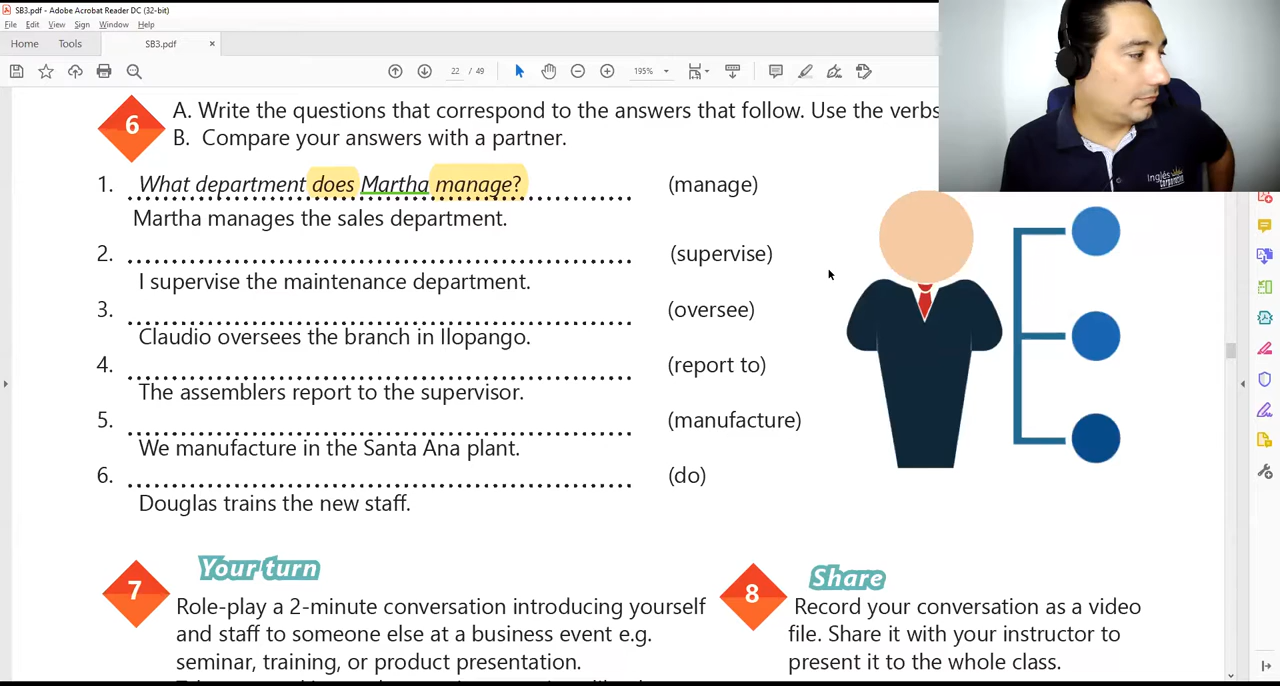 SB3.pdf - Adobe Acrobat Reader DC (32-bit)
File Edit View Sign Window Help
Home Tools SB3.pdf ×
22 / 49 195%
6 A. Write the questions that correspond to the answers that follow. Use the verbs
B. Compare your answers with a partner.
1. What department does Martha manage? (manage)
Martha manages the sales department.
2. (supervise)
I supervise the maintenance department.
3. (oversee)
Claudio oversees the branch in Ilopango.
4. (report to)
The assemblers report to the supervisor.
5. (manufacture)
We manufacture in the Santa Ana plant.
6. (do)
Douglas trains the new staff.
7 Your turn
Role-play a 2-minute conversation introducing yourself
and staff to someone else at a business event e.g.
seminar, training, or product presentation.
8 Share
Record your conversation as a video
file. Share it with your instructor to
present it to the whole class.
Inglés
corporativo